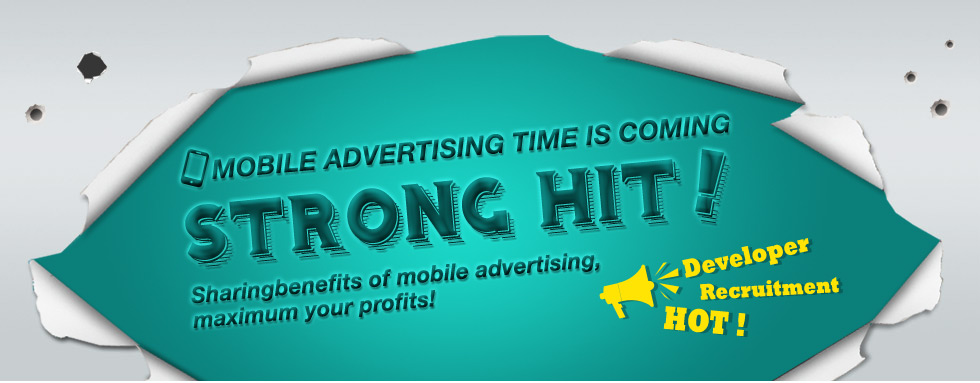 MOBILE ADVERTISING TIME IS COMING
STRONG HIT!
Sharingbenefits of mobile advertising,
maximum your profits!
Developer
Recruitment
HOT!